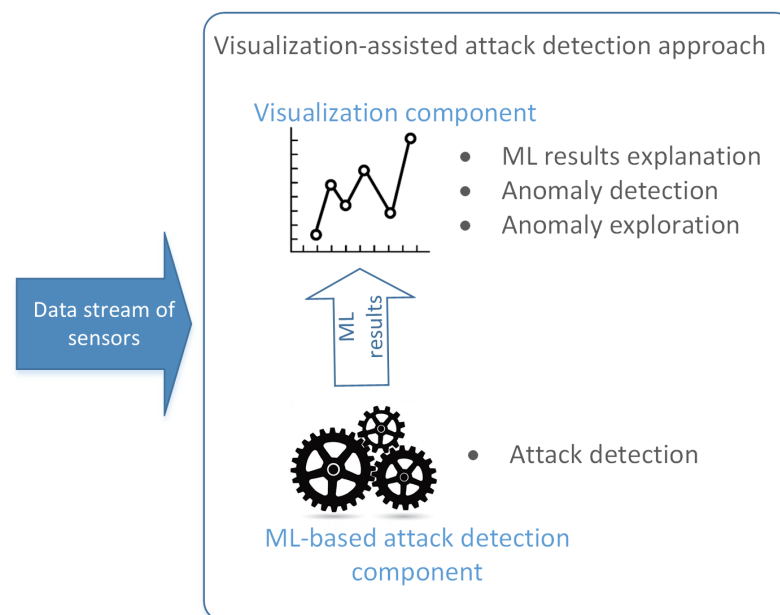 Visualization-assisted attack detection approach
Visualization component
• ML results explanation
• Anomaly detection
• Anomaly exploration
Data stream of
sensors
ML
results
• Attack detection
ML-based attack detection
component